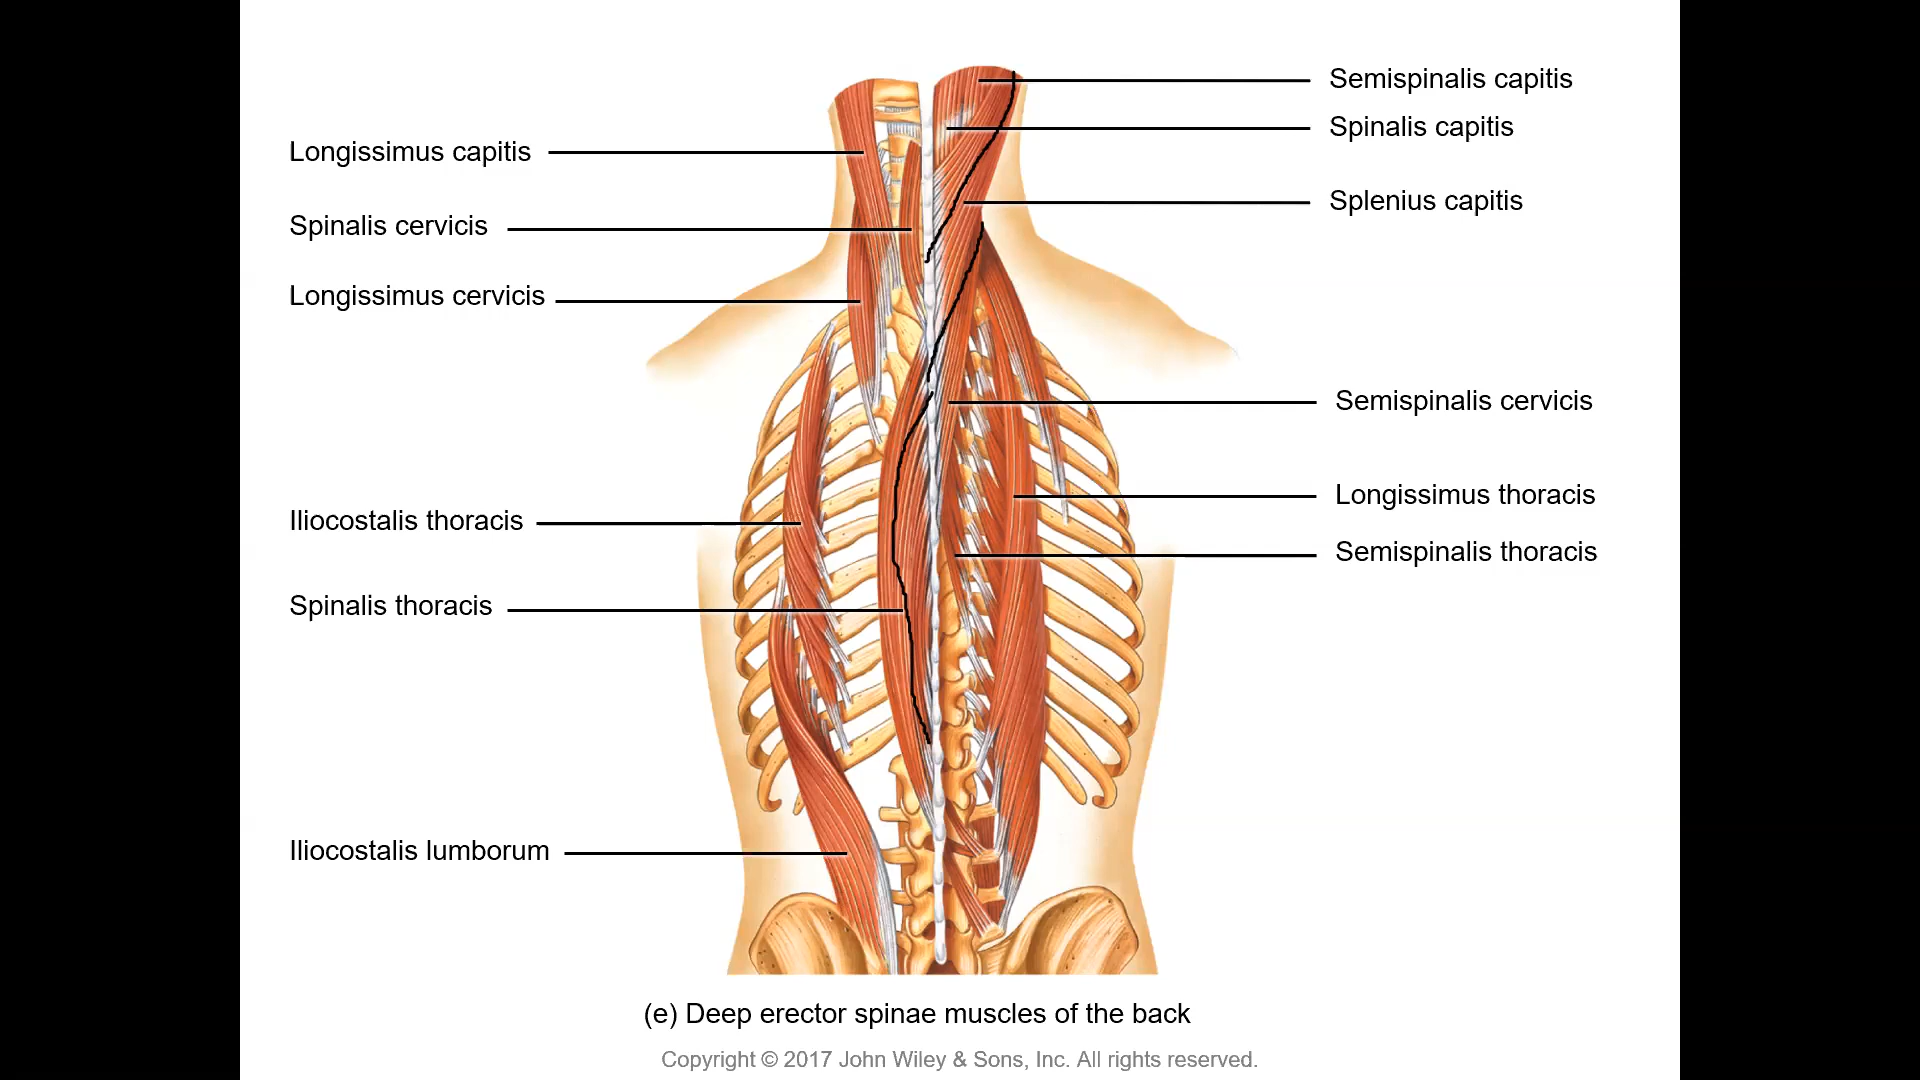 Semispinalis capitis
Spinalis capitis
Longissimus capitis
Splenius capitis
Spinalis cervicis
Longissimus cervicis
Semispinalis cervicis
Longissimus thoracis
Iliocostalis thoracis
Semispinalis thoracis
Spinalis thoracis
Iliocostalis lumborum
(e) Deep erector spinae muscles of the back
Copyright © 2017 John Wiley & Sons, Inc. All rights reserved.